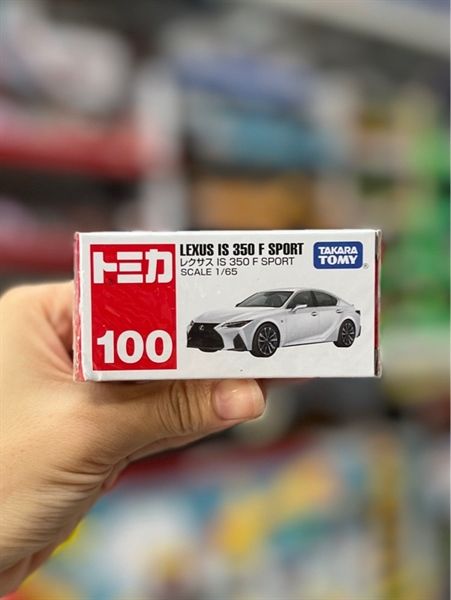 トミカ
100
LEXUS IS 350 F SPORT
レクサス IS 350 F SPORT
SCALE 1/65
TAKARA
TOMY
®